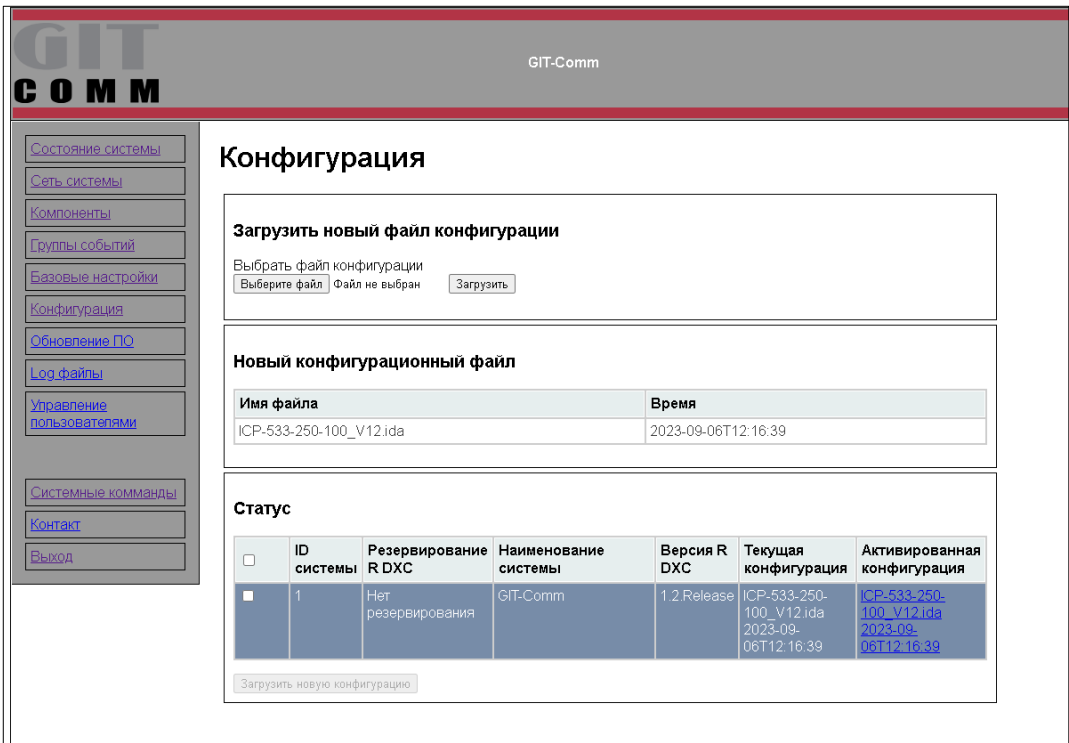 GIT
COMM
GIT-Comm
Состояние системы
Сеть системы
Компоненты
Группы событий
Базовые настройки
Конфигурация
Обновление ПО
Log файлы
Управление
пользователями
Системные комманды
Контакт
Выход
Конфигурация
Загрузить новый файл конфигурации
Выбрать файл конфигурации
Выберите файл Файл не выбран Загрузить
Новый конфигурационный файл
Имя файла Время
ICP-533-250-100_V12.ida 2023-09-06T12:16:39
Статус
ID Резервирование Наименование Версия R Текущая Активированная
системы R DXC системы DXC конфигурация конфигурация
1 Нет GIT-Comm 1.2.Release ICP-533-250- ICP-533-250-
резервирования 100_V12.ida 100_V12.ida
2023-09- 2023-09-
06T12:16:39 06T12:16:39
Загрузить новую конфигурацию